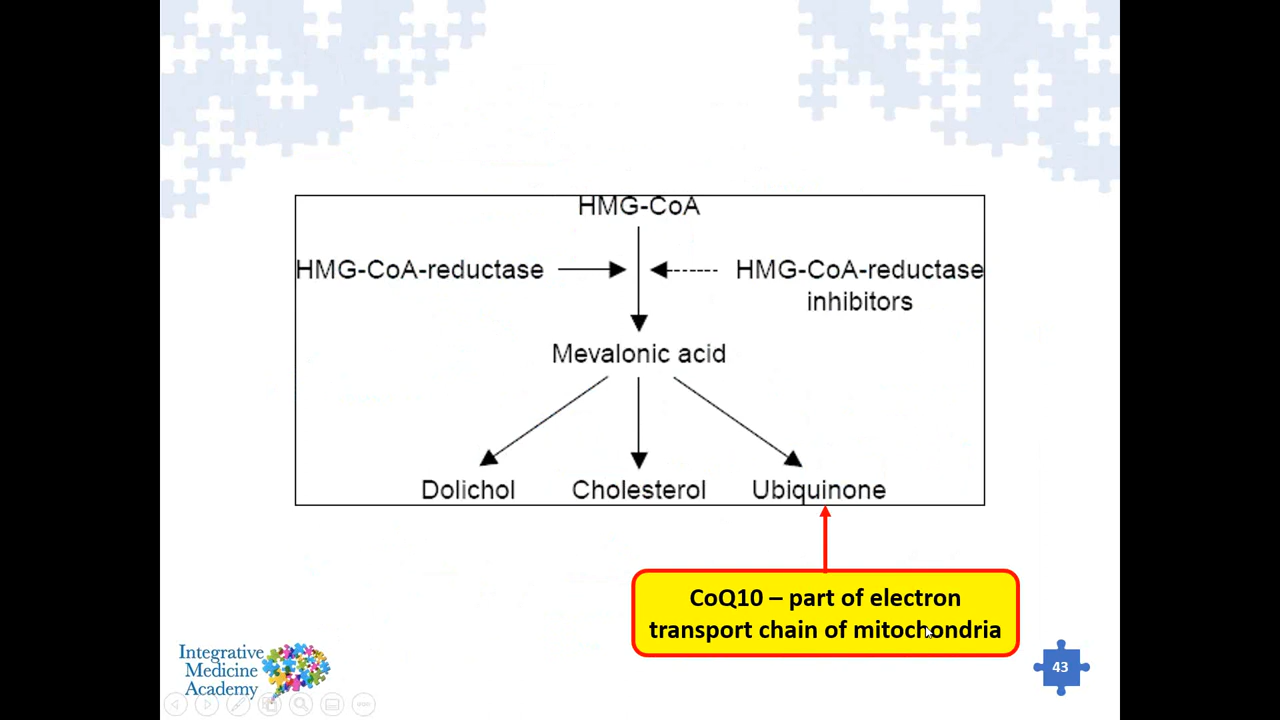 HMG-CoA
HMG-CoA-reductase
HMG-CoA-reductase
inhibitors
Mevalonic acid
Dolichol
Cholesterol
Ubiquinone
CoQ10 – part of electron
transport chain of mitochondria
Integrative
Medicine
Academy
43